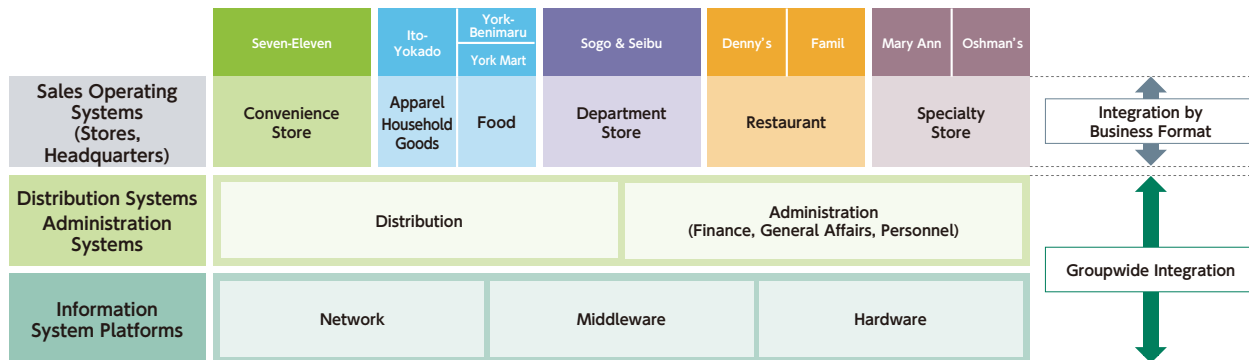 Seven-Eleven
Ito-
Yokado
York-
Benimaru
York Mart
Sogo & Seibu
Denny's
Famil
Mary Ann
Oshman's
Sales Operating
Systems
(Stores,
Headquarters)
Convenience
Store
Apparel
Household
Goods
Food
Department
Store
Restaurant
Specialty
Store
Integration by
Business Format
Distribution Systems
Administration
Systems
Distribution
Administration
(Finance, General Affairs, Personnel)
Groupwide Integration
Information
System Platforms
Network
Middleware
Hardware